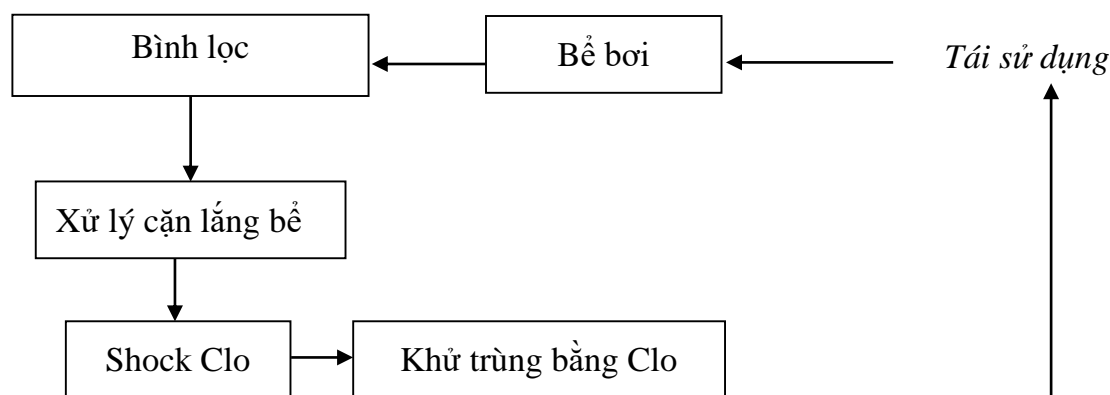 Bình lọc
Bể bơi
Tái sử dụng
Xử lý cặn lắng bể
Shock Clo
Khử trùng bằng Clo